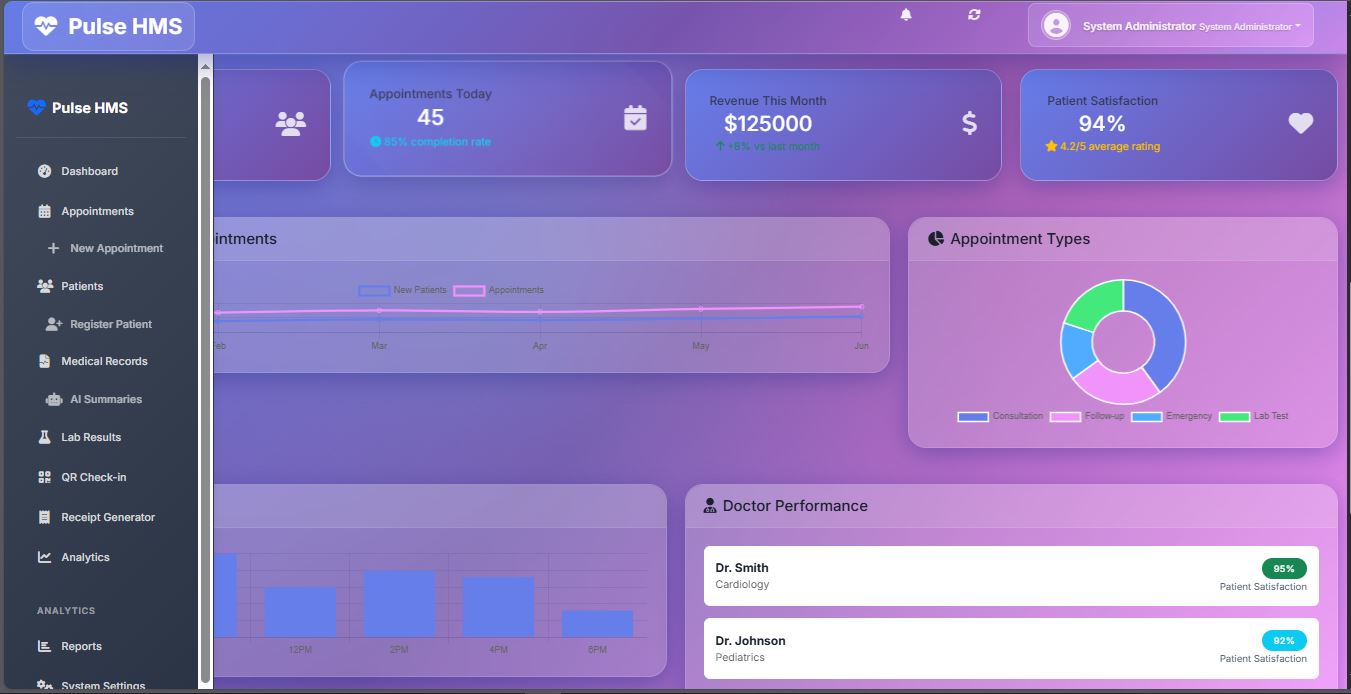 Pulse HMS
System Administrator System Administrator
Pulse HMS
Dashboard
Appointments
New Appointment
Patients
Register Patient
Medical Records
AI Summaries
Lab Results
QR Check-in
Receipt Generator
Analytics
ANALYTICS
Reports
System Settings
Appointments Today
45
85% completion rate
Revenue This Month
$125000
+8% vs last month
Patient Satisfaction
94%
4.2/5 average rating
intments
New Patients Appointments
Feb Mar Apr May Jun
Appointment Types
Consultation Follow-up Emergency Lab Test
12PM 2PM 4PM 6PM
Doctor Performance
Dr. Smith
95%
Cardiology
Patient Satisfaction
Dr. Johnson
92%
Pediatrics
Patient Satisfaction